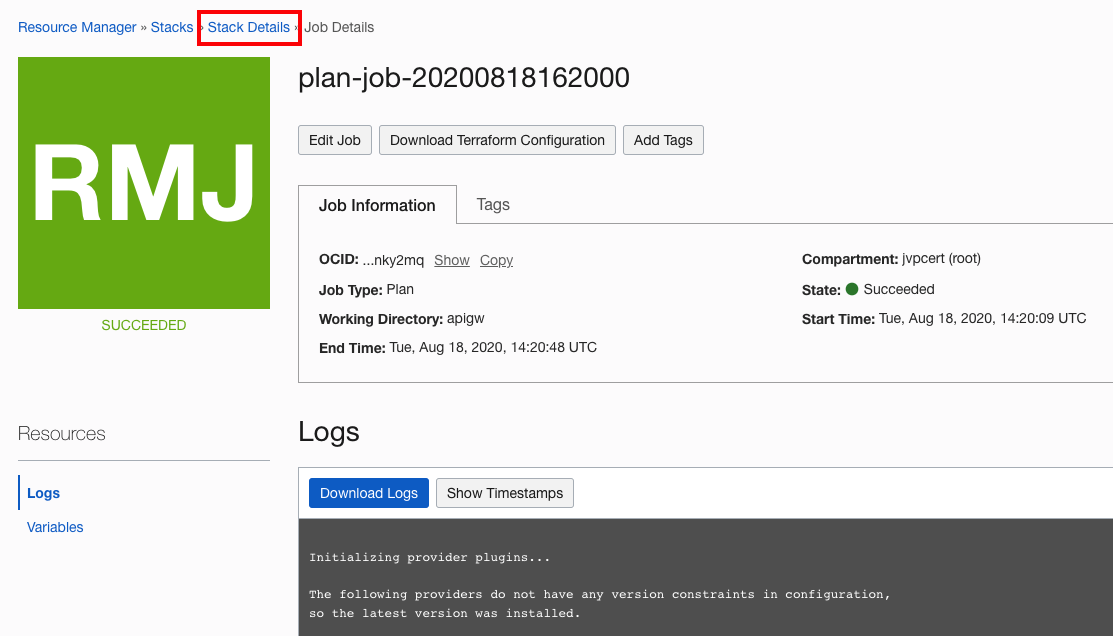 Resource Manager » Stacks » Stack Details » Job Details
RMJ
SUCCEEDED
plan-job-20200818162000
Edit Job Download Terraform Configuration Add Tags
Job Information Tags
OCID: ...nky2mq Show Copy
Compartment: jvpcert (root)
Job Type: Plan
State: Succeeded
Working Directory: apigw
Start Time: Tue, Aug 18, 2020, 14:20:09 UTC
End Time: Tue, Aug 18, 2020, 14:20:48 UTC
Resources
Logs
Variables
Logs
Download Logs Show Timestamps
Initializing provider plugins...
The following providers do not have any version constraints in configuration,
so the latest version was installed.